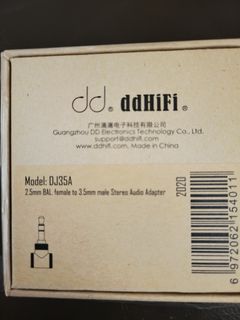 dd® ddHiFi®
广州滴滴电子科技有限公司
Guangzhou DD Electronics Technology Co., Ltd
support@ddhifi.com
www.ddhifi.com. Made in China
Model: DJ35A
2.5mm BAL. female to 3.5mm male Stereo Audio Adapter
2020
6 972062 154011